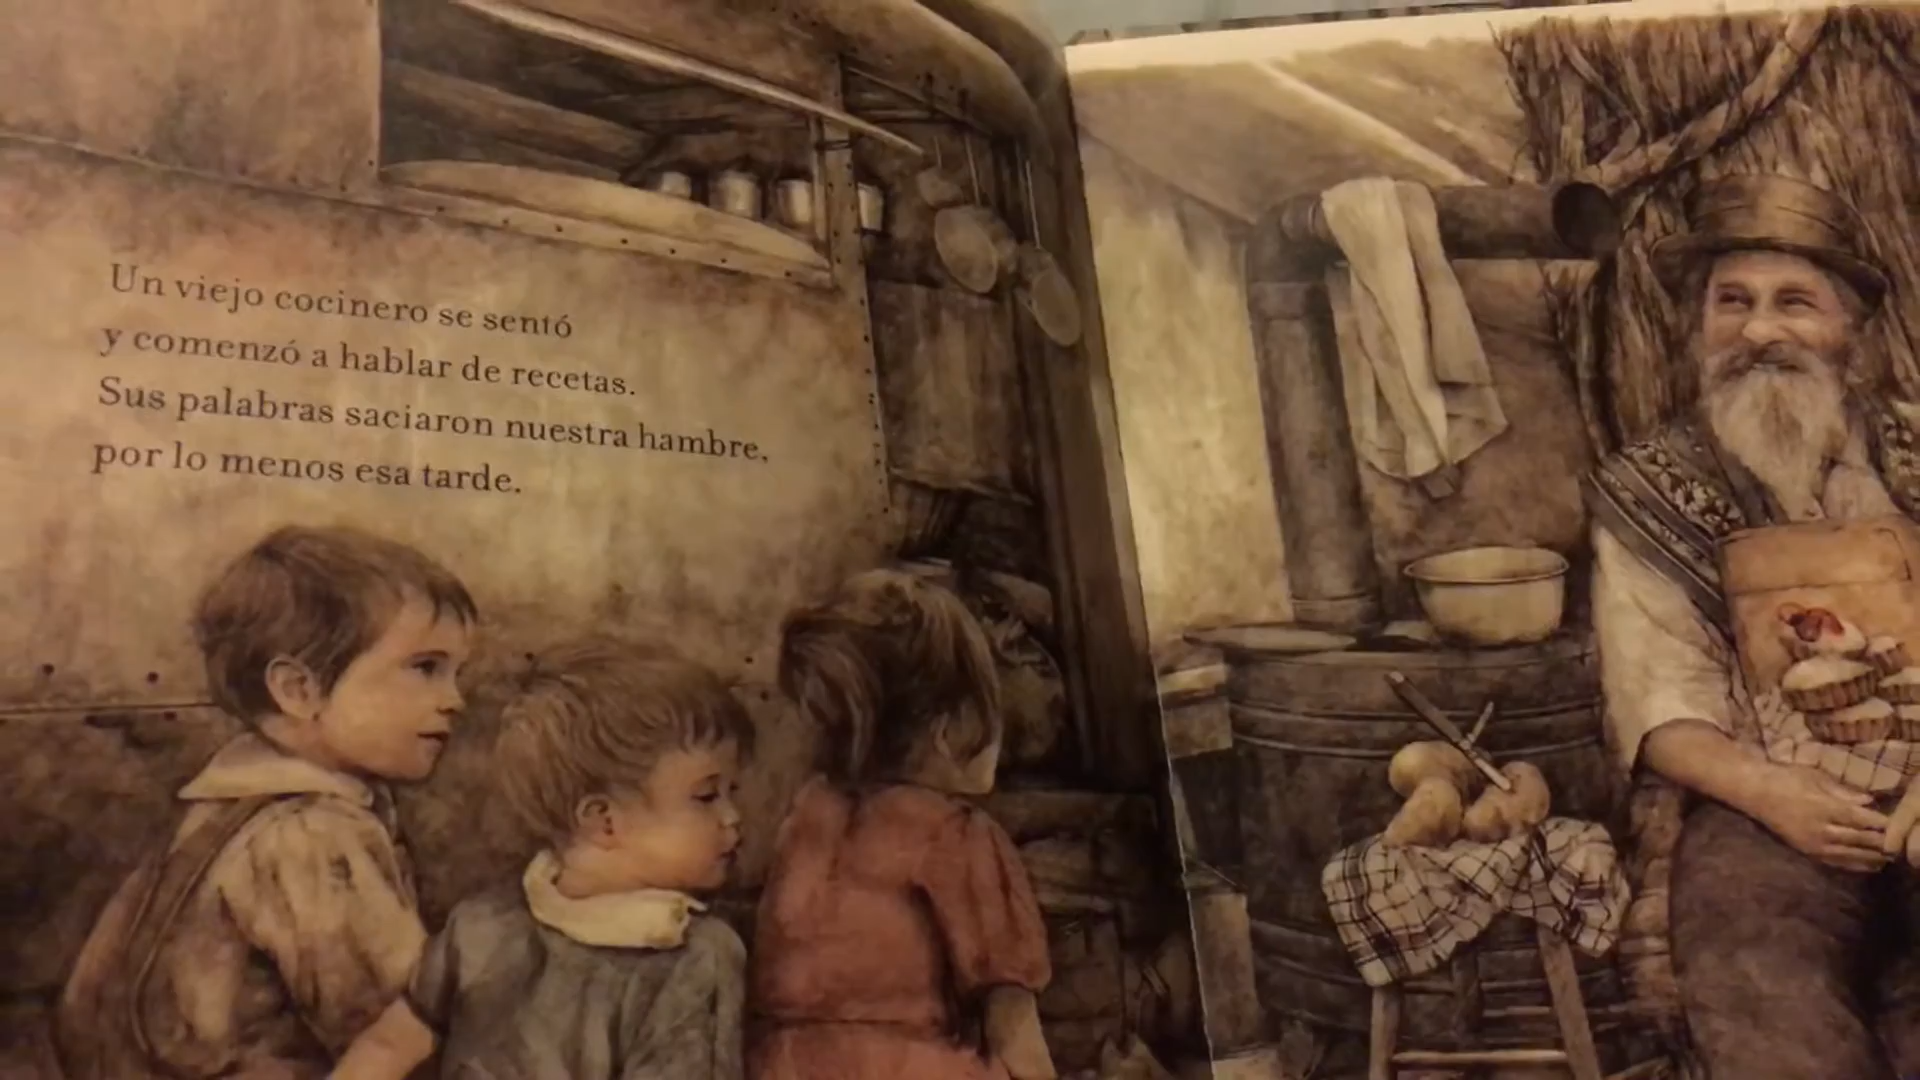 Un viejo cocinero se sentó
y comenzó a hablar de recetas.
Sus palabras saciaron nuestra hambre,
por lo menos esa tarde.